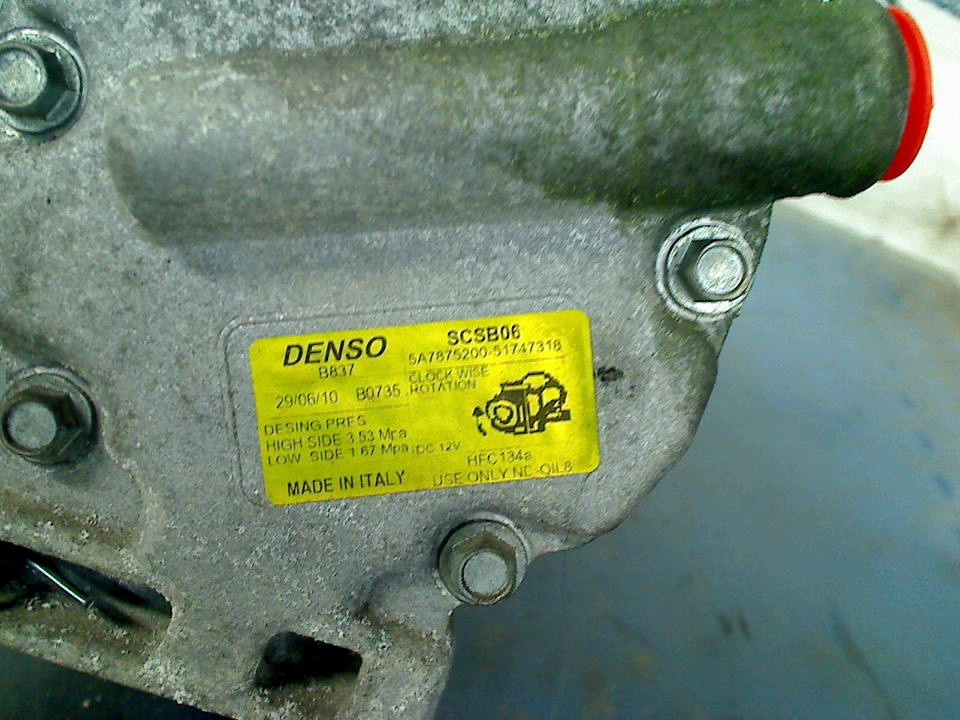 DENSO
B837
SCSB06
5A7875200-51747318
29/06/10 B0735
CLOCK WISE
ROTATION
DESING PRES
HIGH SIDE 3.53 Mpa
LOW SIDE 1.67 Mpa DC 12V
HFC134a
MADE IN ITALY
USE ONLY ND-OIL8